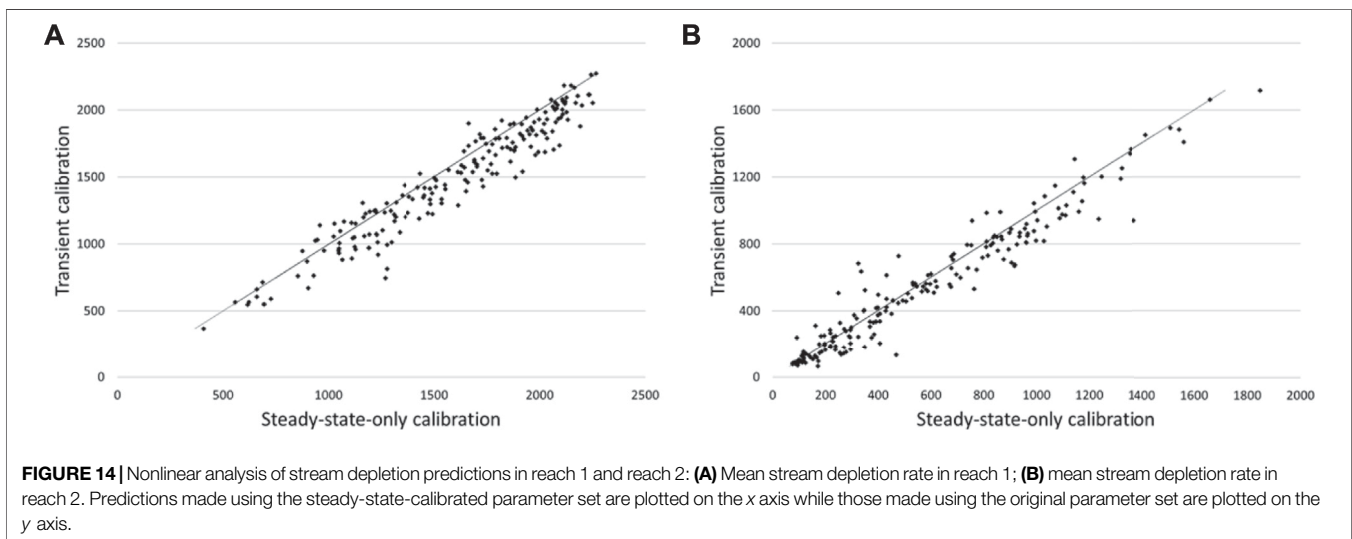 A
2500
2000
1500
1000
500
0
0 500 1000 1500 2000 2500
Transient calibration
Steady-state-only calibration
B
2000
1600
1200
800
400
0
0 200 400 600 800 1000 1200 1400 1600 1800 2000
Transient calibration
Steady-state-only calibration
FIGURE 14 | Nonlinear analysis of stream depletion predictions in reach 1 and reach 2: (A) Mean stream depletion rate in reach 1; (B) mean stream depletion rate in
reach 2. Predictions made using the steady-state-calibrated parameter set are plotted on the x axis while those made using the original parameter set are plotted on the
y axis.